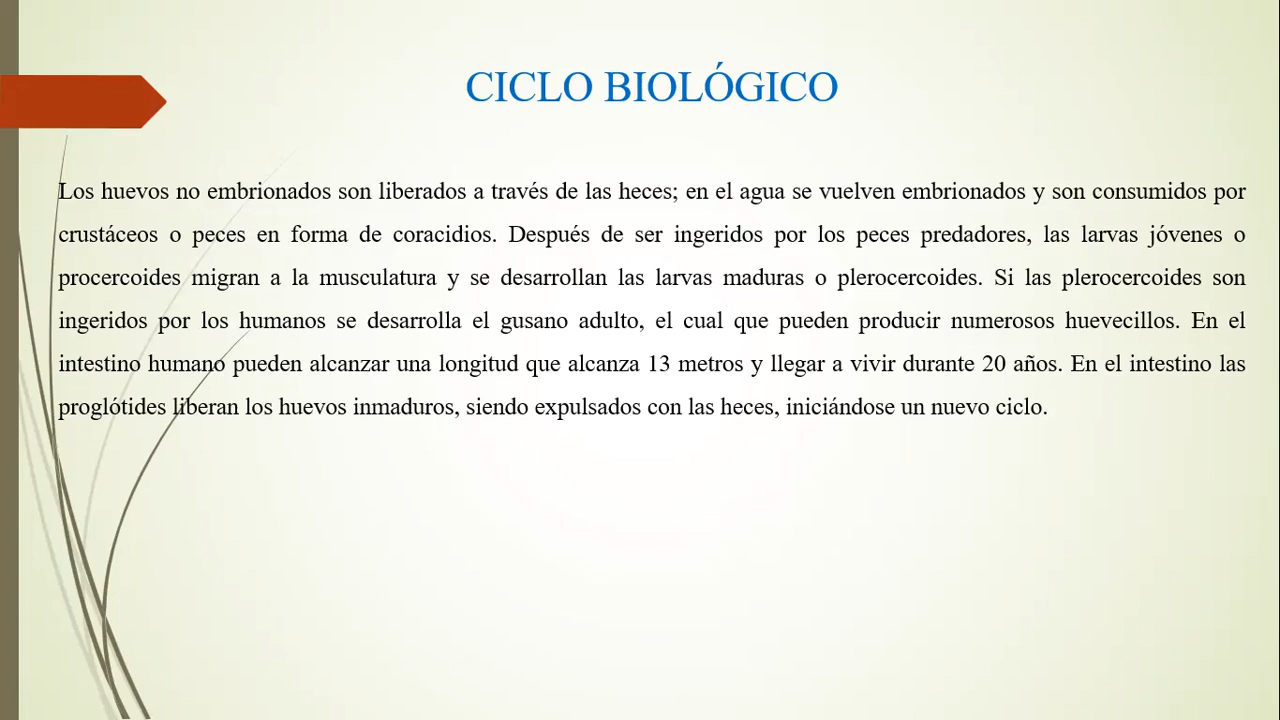 CICLO BIOLÓGICO
Los huevos no embrionados son liberados a través de las heces; en el agua se vuelven embrionados y son consumidos por
crustáceos o peces en forma de coracidios. Después de ser ingeridos por los peces predadores, las larvas jóvenes o
procercoides migran a la musculatura y se desarrollan las larvas maduras o plerocercoides. Si las plerocercoides son
ingeridos por los humanos se desarrolla el gusano adulto, el cual que pueden producir numerosos huevecillos. En el
intestino humano pueden alcanzar una longitud que alcanza 13 metros y llegar a vivir durante 20 años. En el intestino las
proglótides liberan los huevos inmaduros, siendo expulsados con las heces, iniciándose un nuevo ciclo.